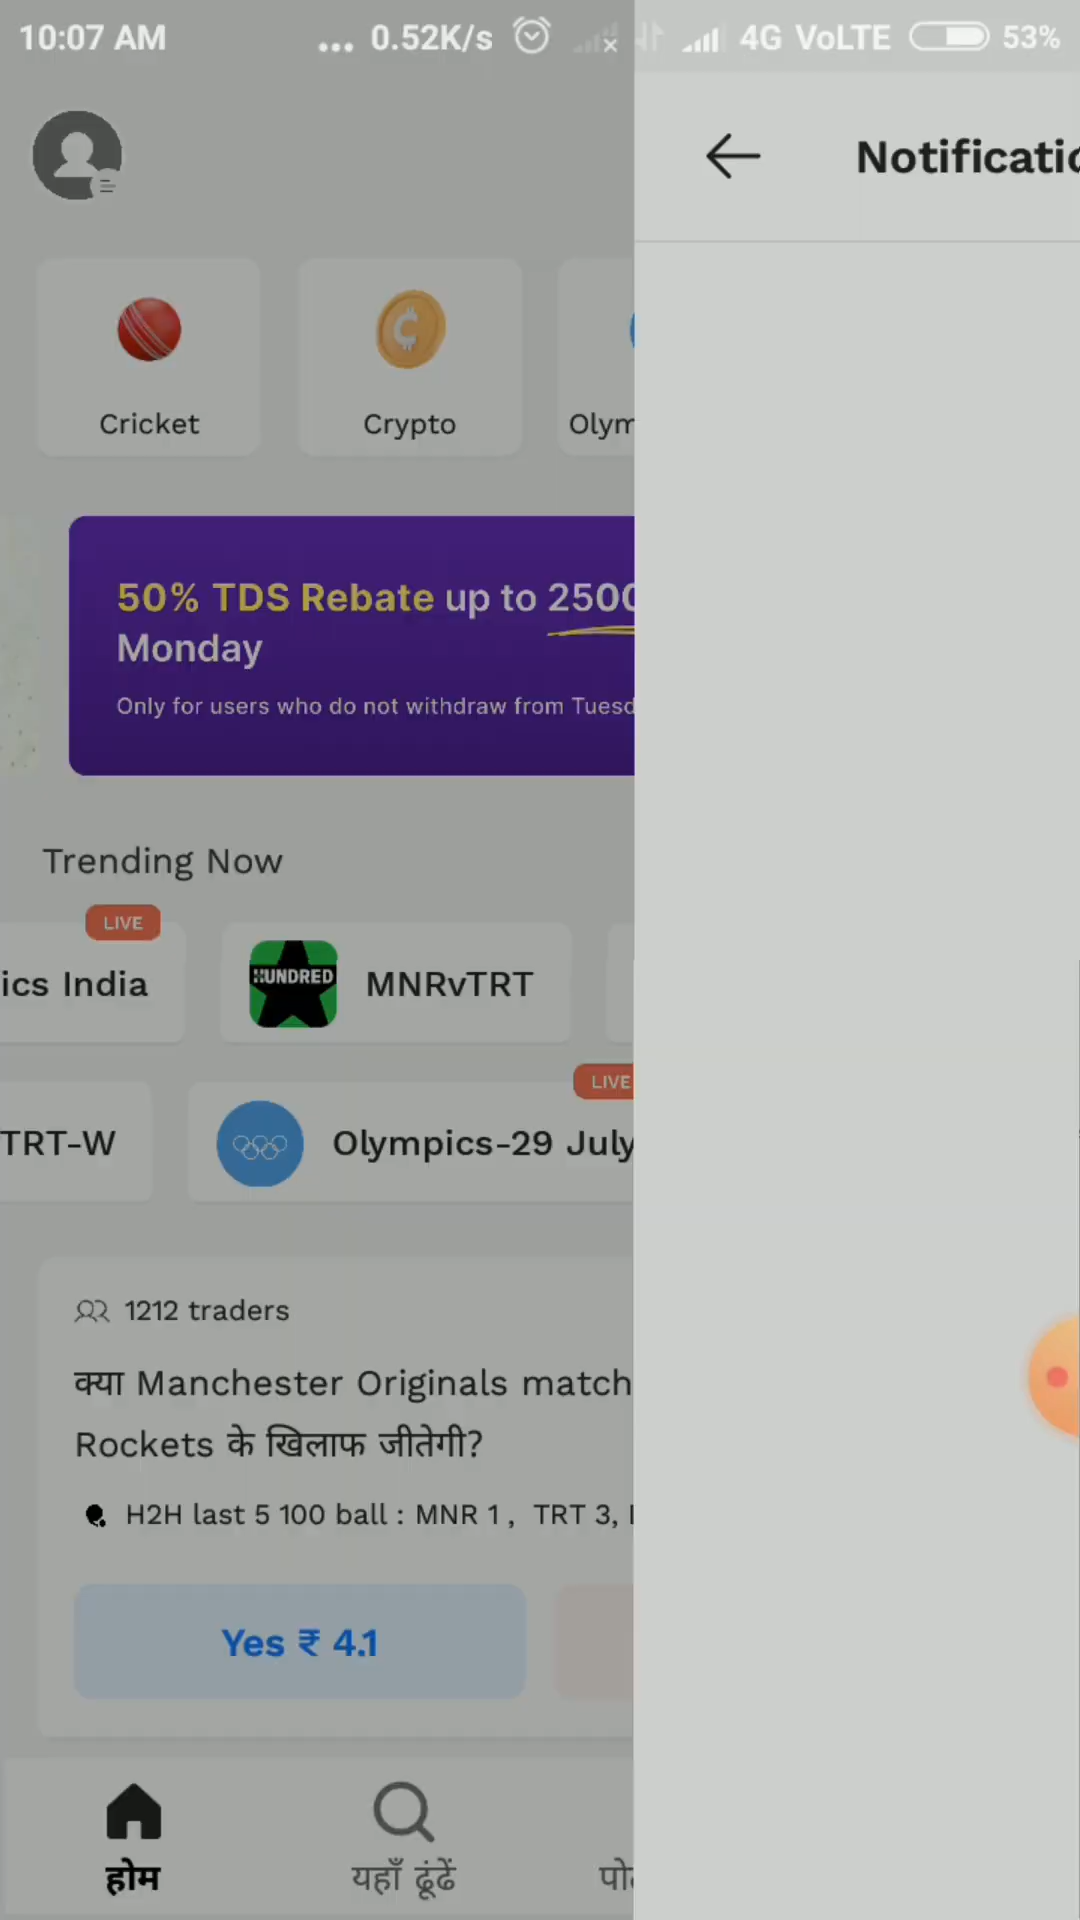 10:07 AM ... 0.52K/s 4G VoLTE 53%
Notificatio
Cricket
Crypto
Olym
50% TDS Rebate up to 2500
Monday
Only for users who do not withdraw from Tuesd
Trending Now
LIVE
ics India
HUNDRED
MNRvTRT
LIVE
TRT-W
Olympics-29 July
1212 traders
क्या Manchester Originals match
Rockets के खिलाफ जीतेगी?
H2H last 5 100 ball : MNR 1 , TRT 3,
Yes ₹ 4.1
होम
यहाँ ढूंढें